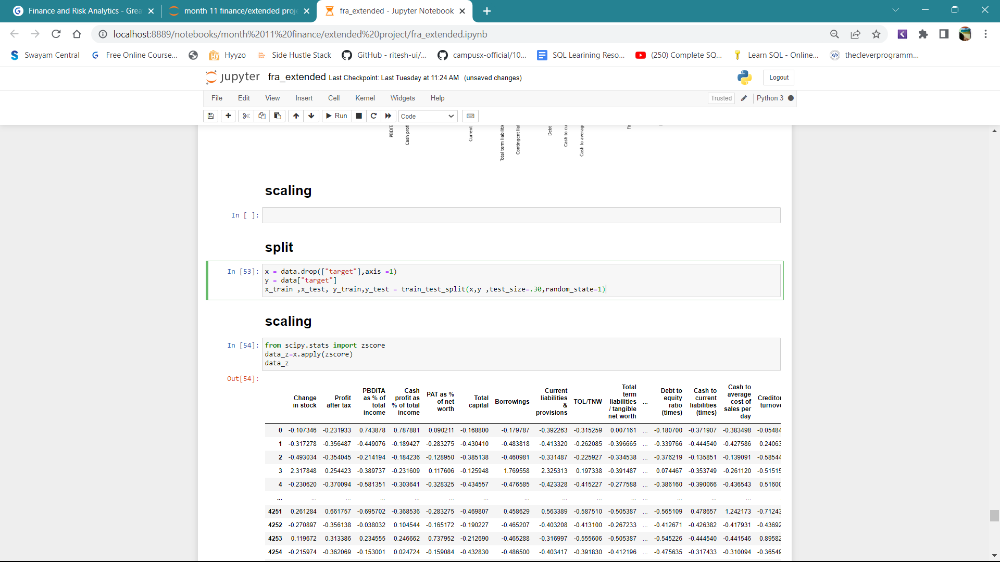 Finance and Risk Analytics - Grea
month 11 finance/extended proje
fra_extended - Jupyter Notebook
localhost:8889/notebooks/month%2011%20finance/extended%20project/fra_extended.ipynb
Swayam Central
Free Online Course...
Hyyzo
Side Hustle Stack
GitHub - ritesh-ui/...
campusx-official/10...
SQL Learining Reso...
(250) Complete SQ...
Learn SQL - Online...
thecleverprogramm...
jupyter fra_extended Last Checkpoint: Last Tuesday at 11:24 AM (unsaved changes)
Logout
File Edit View Insert Cell Kernel Widgets Help
Trusted
Python 3
Run
Code
Cash profi
Current
Total term liabilitie
Contingent lial
Debt
Cash to cu
Cash to averag
scaling
In [ ]:
split
In [53]: x = data.drop(["target"],axis =1)
y = data["target"]
x_train ,x_test, y_train,y_test = train_test_split(x,y ,test_size=.30,random_state=1)
scaling
In [54]: from scipy.stats import zscore
data_z=x.apply(zscore)
data_z
Out[54]:
Change in stock
Profit after tax
PBDITA as % of total income
Cash profit as % of total income
PAT as % of net worth
Total capital
Borrowings
Current liabilities & provisions
TOL/TNW
Total term liabilities / tangible net worth
...
Debt to equity ratio (times)
Cash to current liabilities (times)
Cash to average cost of sales per day
Creditor turnove
0 -0.107346 -0.231933 0.743878 0.787881 0.090211 -0.168800 -0.179787 -0.392263 -0.315259 0.007161 ... -0.180700 -0.371907 -0.383498 -0.05484
1 -0.317278 -0.356487 -0.449076 -0.189427 -0.283275 -0.430410 -0.483818 -0.413320 -0.262085 -0.396665 ... -0.339766 -0.444540 -0.427586 0.24063
2 -0.493034 -0.354045 -0.214194 -0.184236 -0.128950 -0.385138 -0.460981 -0.331487 -0.225927 -0.334538 ... -0.376219 -0.135851 -0.139091 -0.58544
3 2.317848 0.254423 -0.389737 -0.231609 0.117606 -0.125948 1.769558 2.325313 0.197338 -0.391487 ... 0.074467 -0.353749 -0.261120 -0.51515
4 -0.230620 -0.370094 -0.581351 -0.303641 -0.328325 -0.434557 -0.476585 -0.423328 -0.415227 -0.277588 ... -0.386160 -0.390066 -0.436543 0.51600
... ... ... ... ... ... ... ... ... ... ... ... ... ... ...
4251 0.261284 0.661757 -0.695702 -0.368536 -0.283275 -0.469807 0.458629 0.563389 -0.587510 -0.505387 ... -0.565109 0.478657 1.242173 -0.71243
4252 -0.270897 -0.356138 -0.038032 0.104544 -0.165172 -0.190227 -0.465207 -0.403208 -0.413100 -0.267233 ... -0.412671 -0.426382 -0.417931 -0.43692
4253 0.119672 0.313386 0.234555 0.246662 0.737952 -0.212690 -0.465288 -0.316997 -0.555606 -0.505387 ... -0.545226 -0.444540 -0.441546 0.89582
4254 -0.215974 -0.362069 -0.153001 0.024724 -0.159084 -0.432830 -0.486500 -0.403417 -0.391830 -0.412196 ... -0.475635 -0.317433 -0.310094 -0.36549